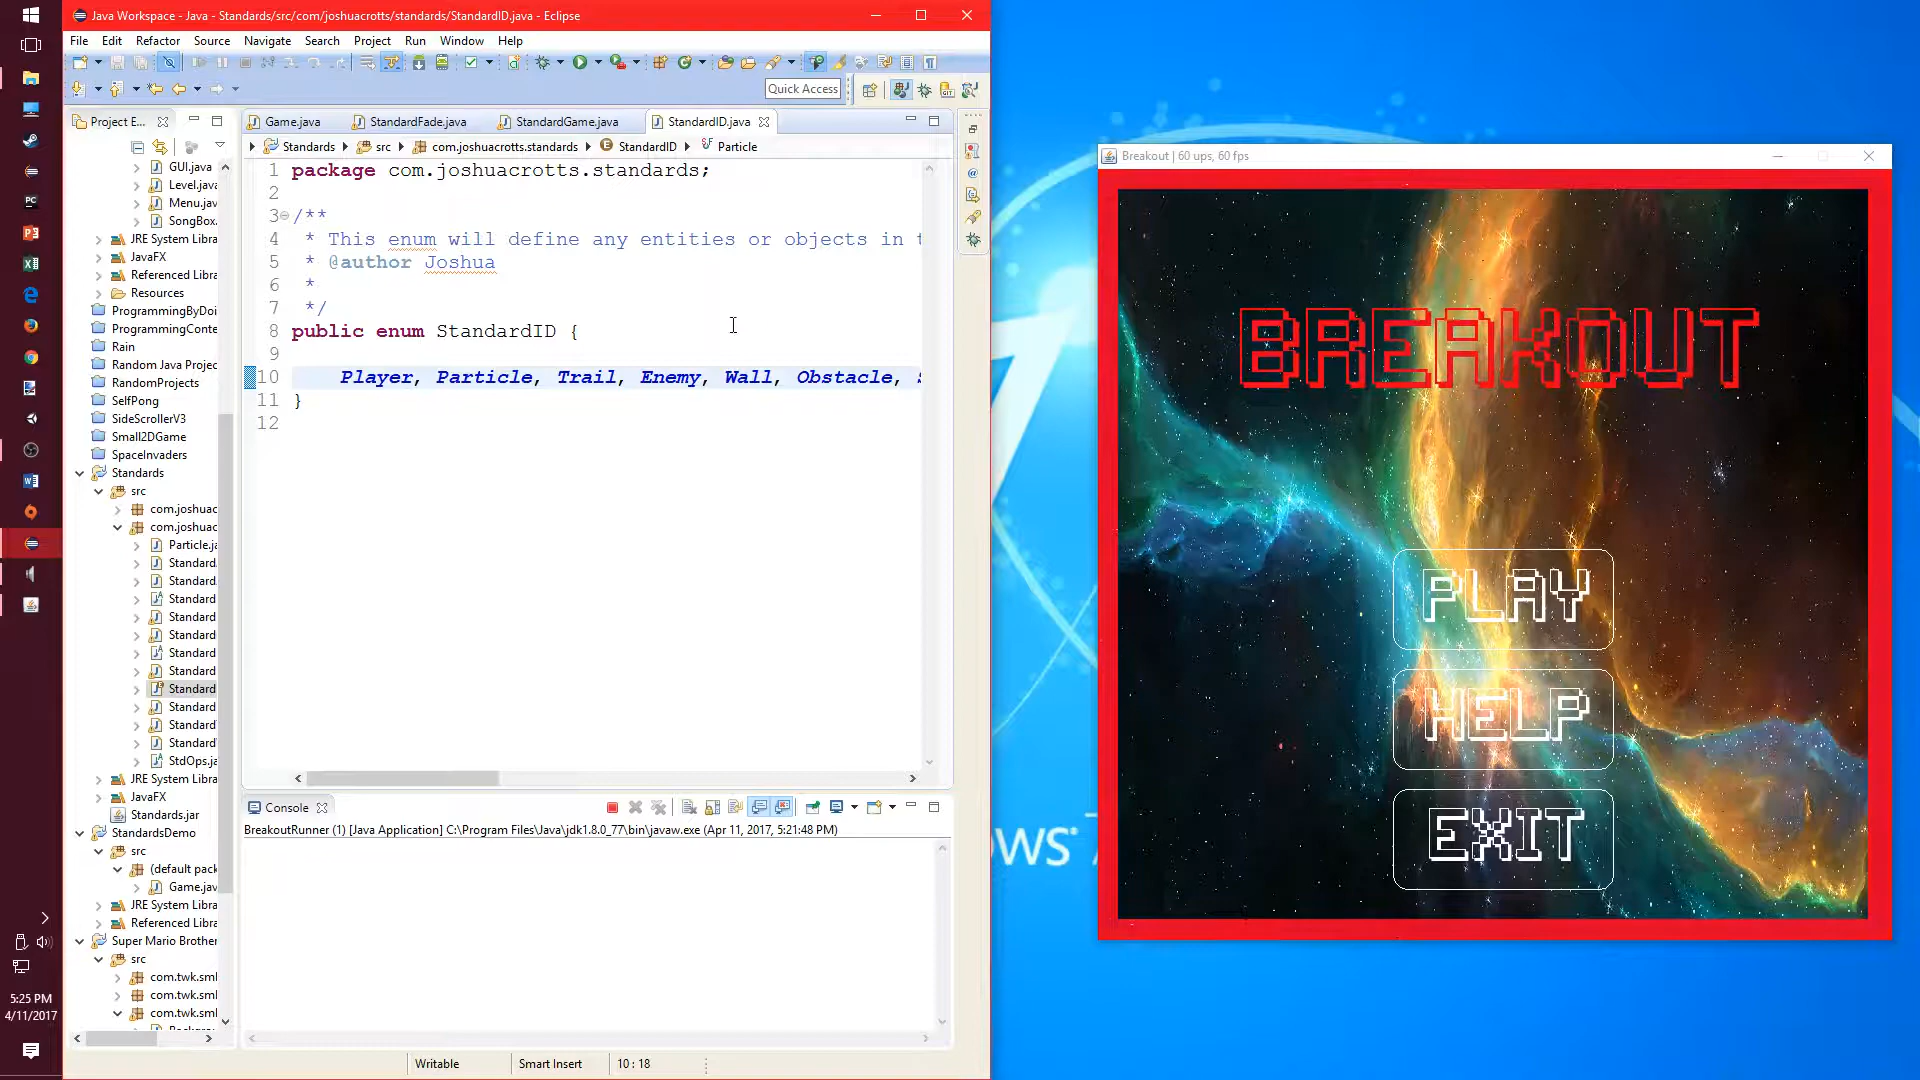 Java Workspace - Java - Standards/src/com/joshuacrotts/standards/StandardID.java - Eclipse
File Edit Refactor Source Navigate Search Project Run Window Help
Quick Access
Project E...
Game.java StandardFade.java StandardGame.java StandardID.java
Standards src com.joshuacrotts.standards StandardID Particle
GUI.java
Level.java
Menu.jav
SongBox.
JRE System Libra
JavaFX
Referenced Libra
Resources
ProgrammingByDoi
ProgrammingConte
Rain
Random Java Projec
RandomProjects
SelfPong
SideScrollerV3
Small2DGame
SpaceInvaders
Standards
src
com.joshuac
com.joshuac
Particle.ja
Standard
Standard
Standard
Standard
Standard
Standard
Standard
Standard
Standard
Standard
Standard
StdOps.ja
JRE System Libra
JavaFX
Standards.jar
StandardsDemo
src
(default pack
Game.jav
JRE System Libra
Referenced Libra
Super Mario Brother
src
com.twk.sml
com.twk.sml
com.twk.sml
1 package com.joshuacrotts.standards;
2
3 /**
4 * This enum will define any entities or objects in t
5 * @author Joshua
6 *
7 */
8 public enum StandardID {
9
10 Player, Particle, Trail, Enemy, Wall, Obstacle, S
11 }
12
Console
BreakoutRunner (1) [Java Application] C:\Program Files\Java\jdk1.8.0_77\bin\javaw.exe (Apr 11, 2017, 5:21:48 PM)
Writable Smart Insert 10 : 18
5:25 PM
4/11/2017
Breakout | 60 ups, 60 fps
BREAKOUT
PLAY
HELP
EXIT